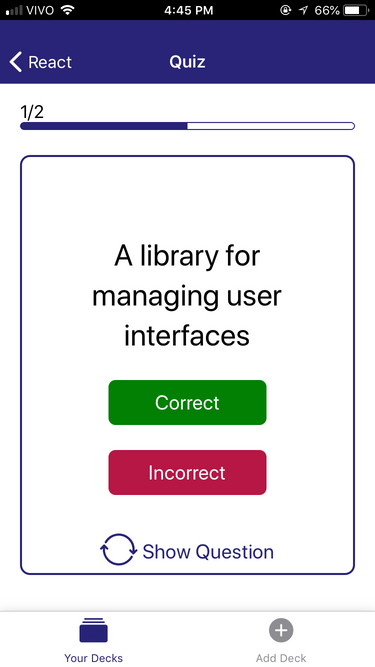 VIVO 4:45 PM 66%
React Quiz
1/2
A library for
managing user
interfaces
Correct
Incorrect
Show Question
Your Decks Add Deck